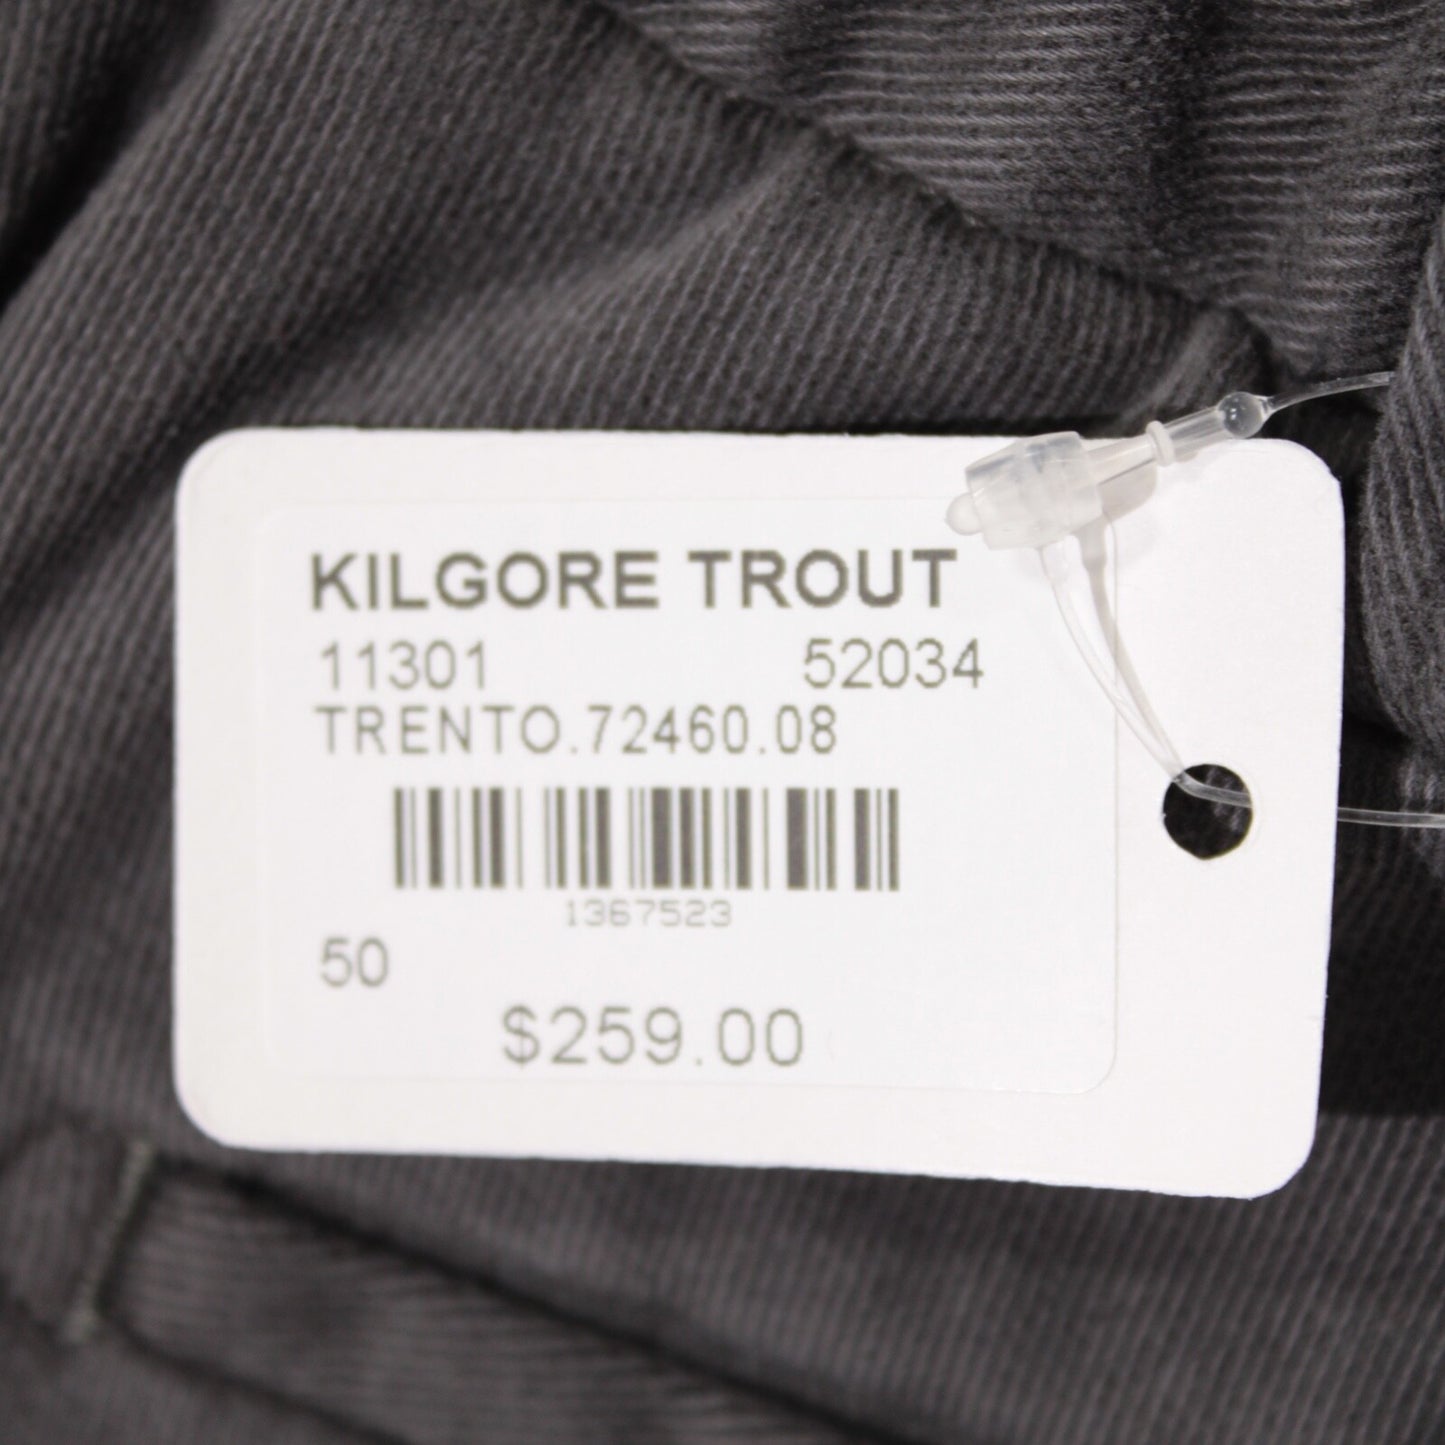 KILGORE TROUT
11301 52034
TRENTO.72460.08
1367523
50
$259.00